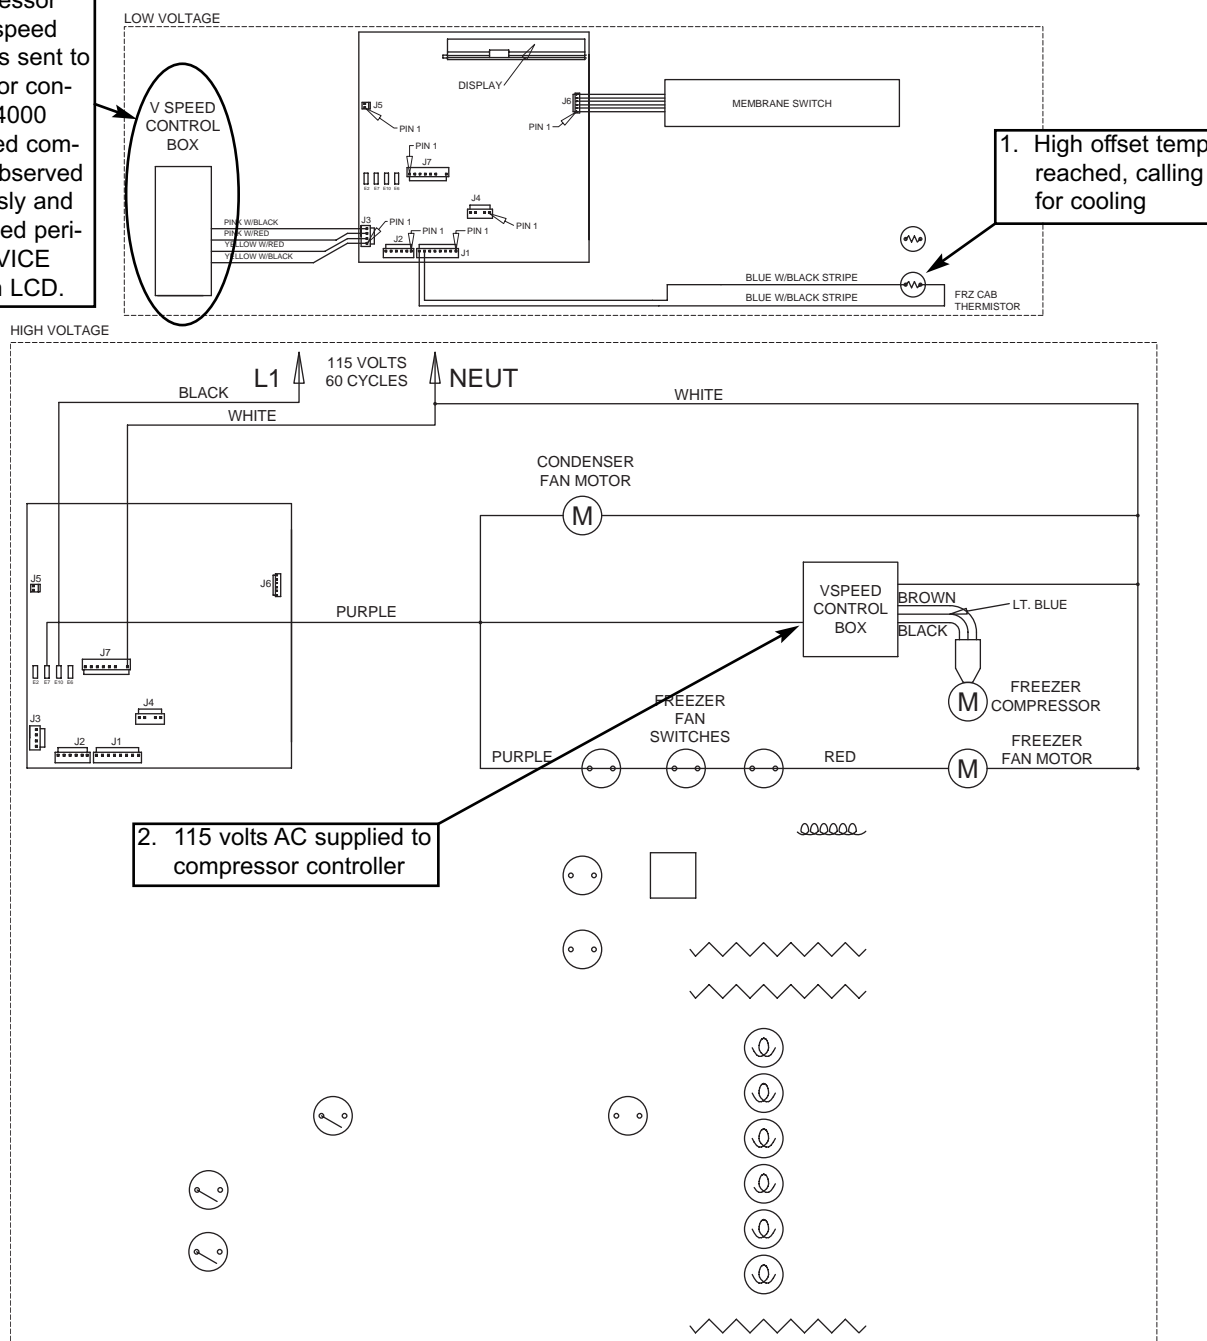 essor
speed
s sent to
or con-
4000
ed com-
bserved
sly and
ed peri-
VICE
LCD.
LOW VOLTAGE
V SPEED
CONTROL
BOX
DISPLAY
J5
PIN 1
J6
PIN 1
MEMBRANE SWITCH
PIN 1
J7
E2 E7 E10 E6
J4
PIN 1
J3
PIN 1
J2
PIN 1
PIN 1
J1
PINK W/BLACK
PINK W/RED
YELLOW W/RED
YELLOW W/BLACK
1. High offset temp
reached, calling
for cooling
BLUE W/BLACK STRIPE
BLUE W/BLACK STRIPE
FRZ CAB
THERMISTOR
HIGH VOLTAGE
L1
115 VOLTS
60 CYCLES
NEUT
BLACK
WHITE
WHITE
CONDENSER
FAN MOTOR
M
J5
J6
PURPLE
VSPEED
CONTROL
BOX
BROWN
LT. BLUE
BLACK
J7
E2 E7 E10 E6
J4
J3
J2
J1
M
FREEZER
COMPRESSOR
FREEZER
FAN
SWITCHES
PURPLE
RED
M
FREEZER
FAN MOTOR
2. 115 volts AC supplied to
compressor controller